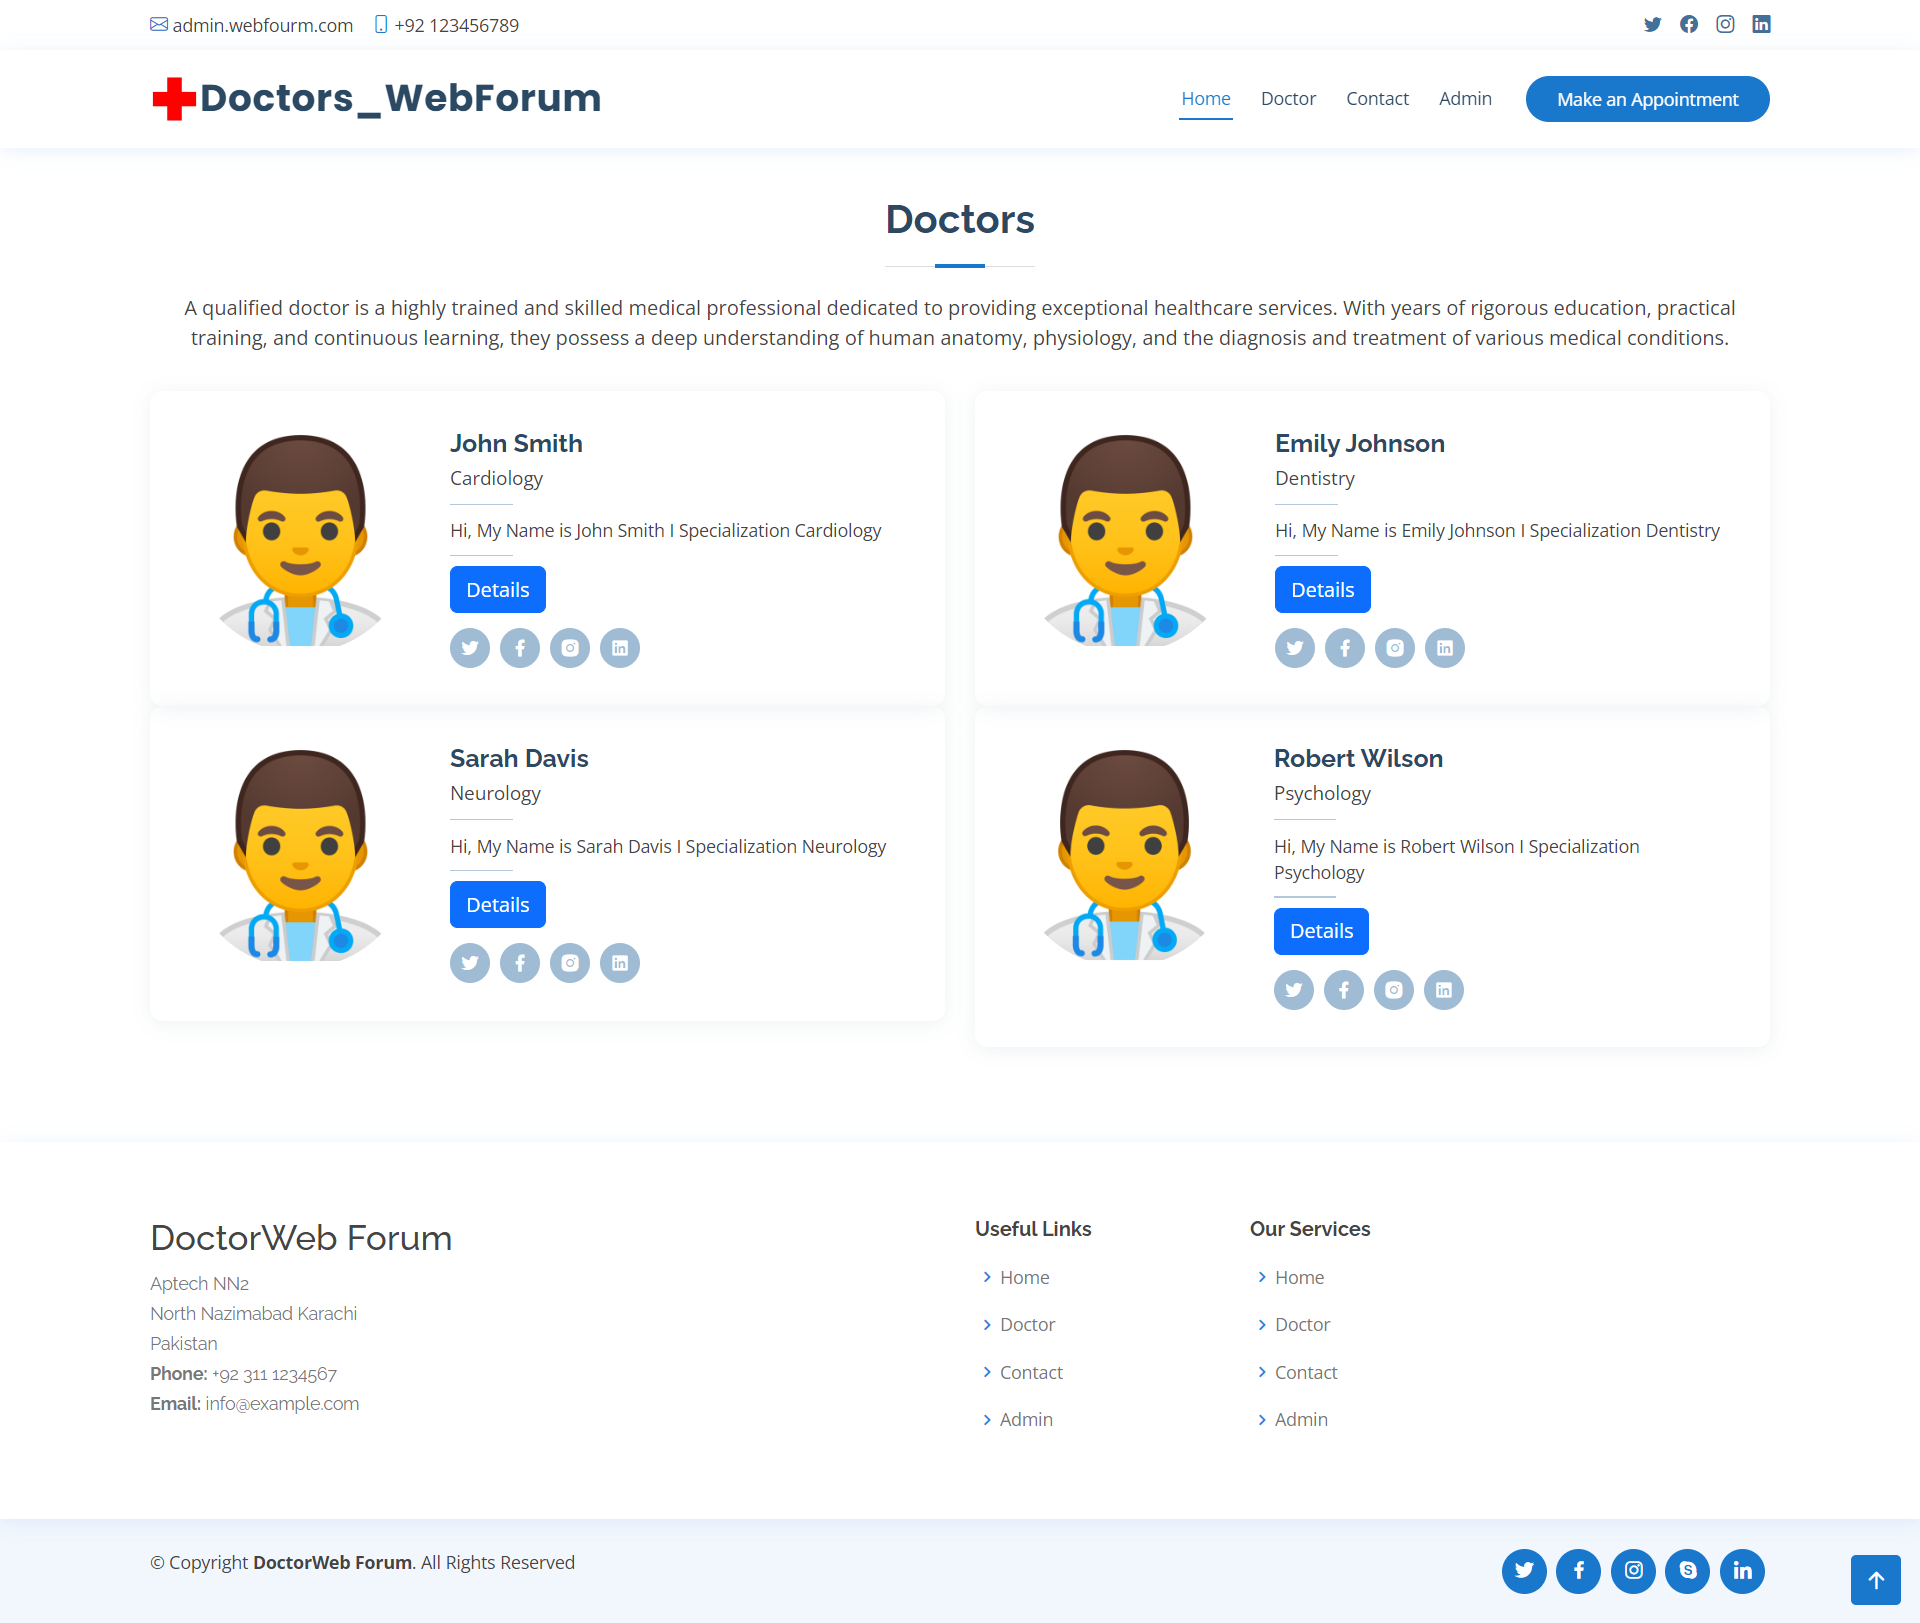 admin.webfourm.com +92 123456789
Doctors_WebForum
Home Doctor Contact Admin Make an Appointment
Doctors
A qualified doctor is a highly trained and skilled medical professional dedicated to providing exceptional healthcare services. With years of rigorous education, practical
training, and continuous learning, they possess a deep understanding of human anatomy, physiology, and the diagnosis and treatment of various medical conditions.
John Smith
Cardiology
Hi, My Name is John Smith I Specialization Cardiology
Details
Emily Johnson
Dentistry
Hi, My Name is Emily Johnson I Specialization Dentistry
Details
Sarah Davis
Neurology
Hi, My Name is Sarah Davis I Specialization Neurology
Details
Robert Wilson
Psychology
Hi, My Name is Robert Wilson I Specialization
Psychology
Details
DoctorWeb Forum
Aptech NN2
North Nazimabad Karachi
Pakistan
Phone: +92 311 1234567
Email: info@example.com
Useful Links
Home
Doctor
Contact
Admin
Our Services
Home
Doctor
Contact
Admin
© Copyright DoctorWeb Forum. All Rights Reserved